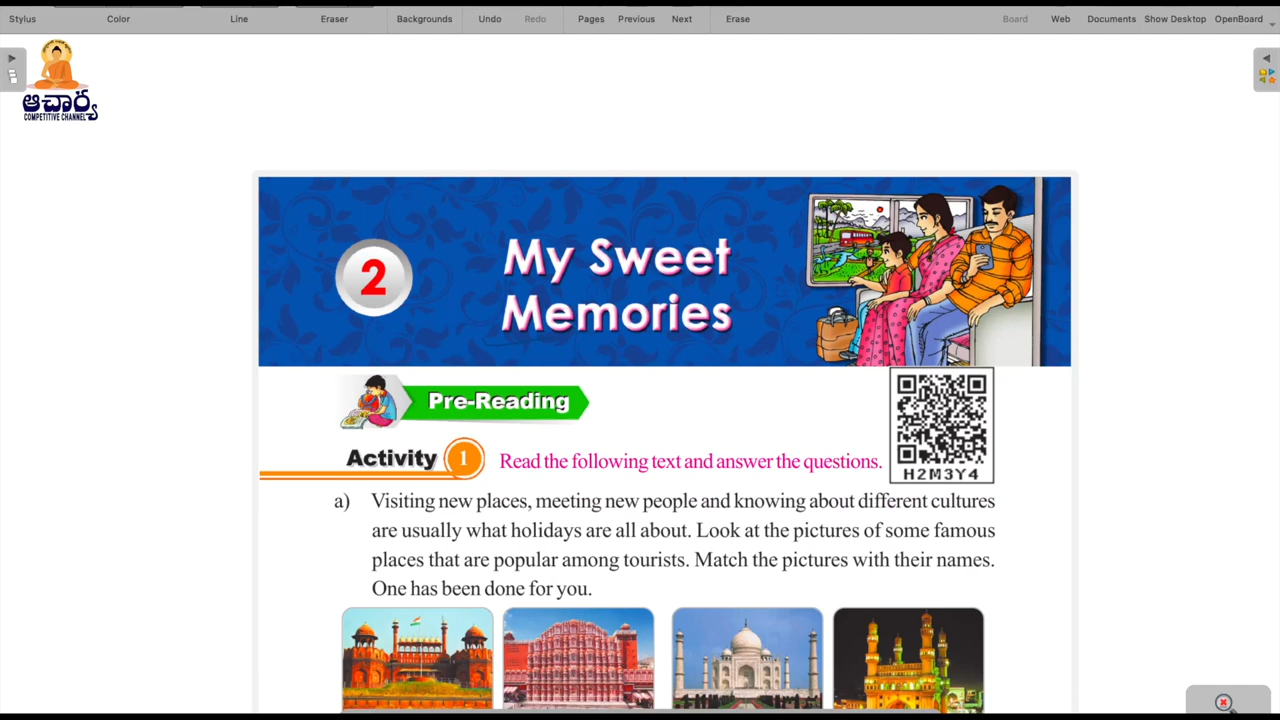 Stylus Color Line Eraser Backgrounds Undo Redo Pages Previous Next Erase Board Web Documents Show Desktop OpenBoard
ఆచార్య
COMPETITIVE CHANNEL
2
My Sweet
Memories
Pre-Reading
Activity 1 Read the following text and answer the questions.
H2M3Y4
a) Visiting new places, meeting new people and knowing about different cultures
are usually what holidays are all about. Look at the pictures of some famous
places that are popular among tourists. Match the pictures with their names.
One has been done for you.